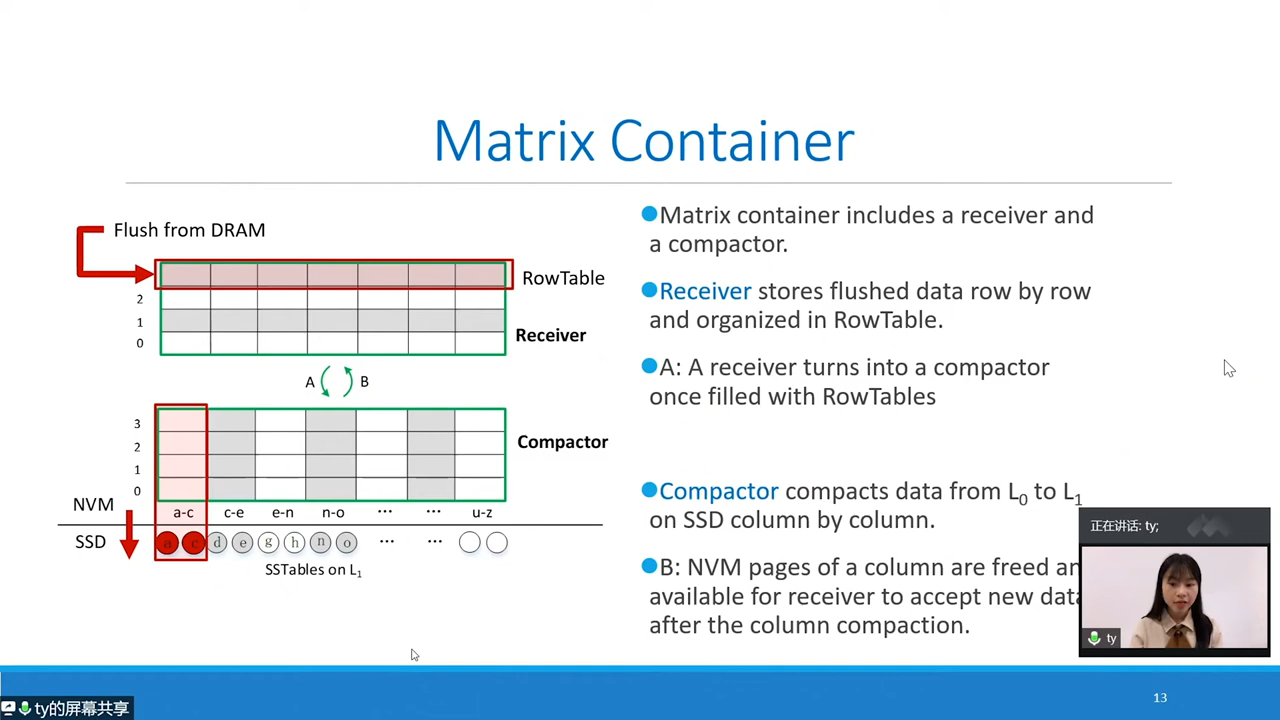 Matrix Container
Flush from DRAM
RowTable
2
1
0
Receiver
A
B
3
2
1
0
Compactor
NVM
a-c
c-e
e-n
n-o
...
...
u-z
SSD
a
c
d
e
g
h
n
o
...
...
SSTables on L1
Matrix container includes a receiver and
a compactor.
Receiver stores flushed data row by row
and organized in RowTable.
A: A receiver turns into a compactor
once filled with RowTables
Compactor compacts data from L0 to L1
on SSD column by column.
B: NVM pages of a column are freed an
available for receiver to accept new data
after the column compaction.
正在讲话: ty;
ty
13
ty的屏幕共享